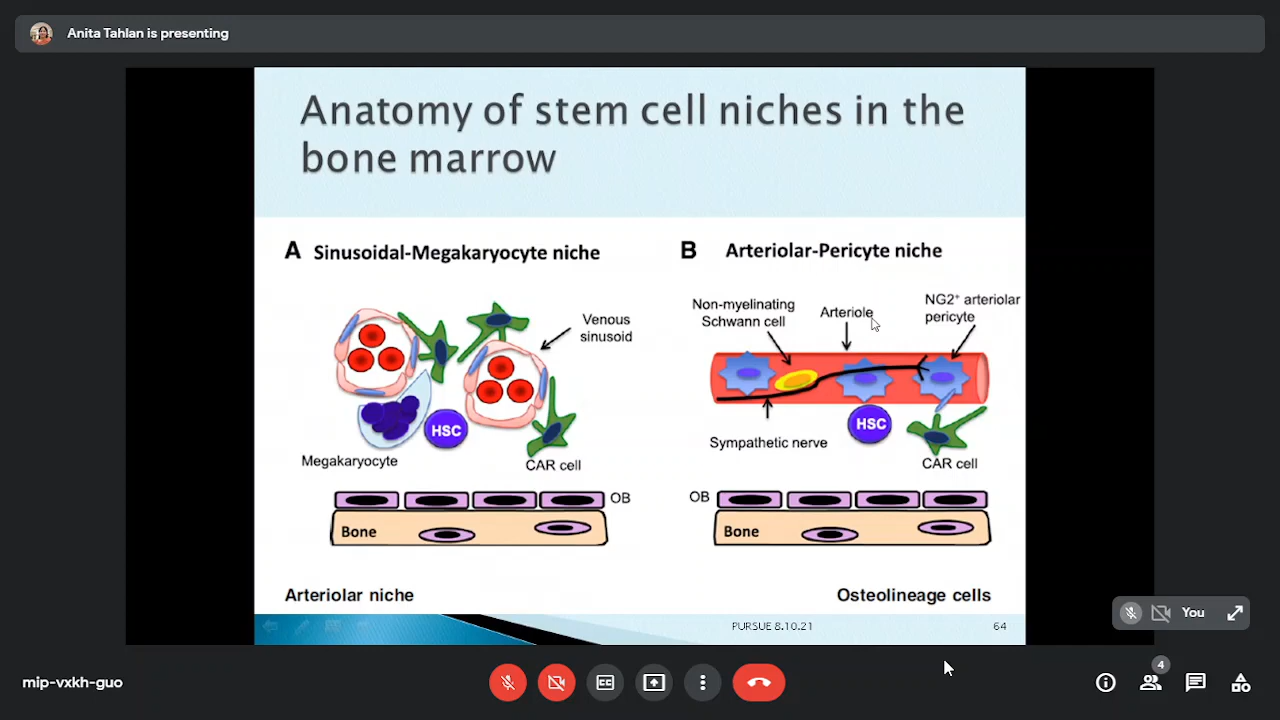 Anita Tahlan is presenting
Anatomy of stem cell niches in the
bone marrow
A Sinusoidal-Megakaryocyte niche
Venous
sinusoid
HSC
Megakaryocyte
CAR cell
OB
Bone
Arteriolar niche
B Arteriolar-Pericyte niche
Non-myelinating
Schwann cell
Arteriole
NG2⁺ arteriolar
pericyte
HSC
Sympathetic nerve
CAR cell
OB
Bone
Osteolineage cells
PURSUE 8.10.21
64
You
mip-vxkh-guo
CC
4